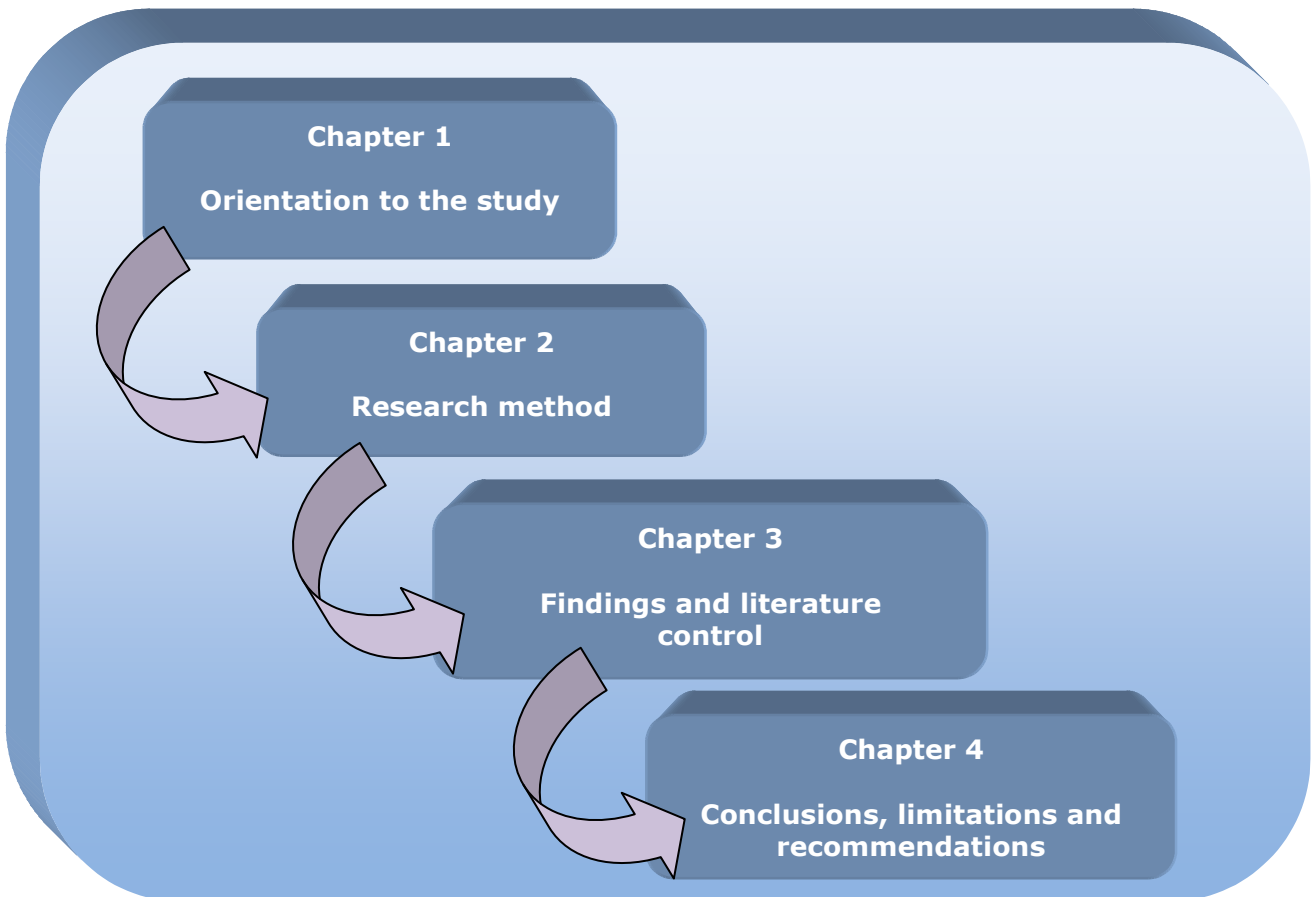 Chapter 1
Orientation to the study
Chapter 2
Research method
Chapter 3
Findings and literature
control
Chapter 4
Conclusions, limitations and
recommendations